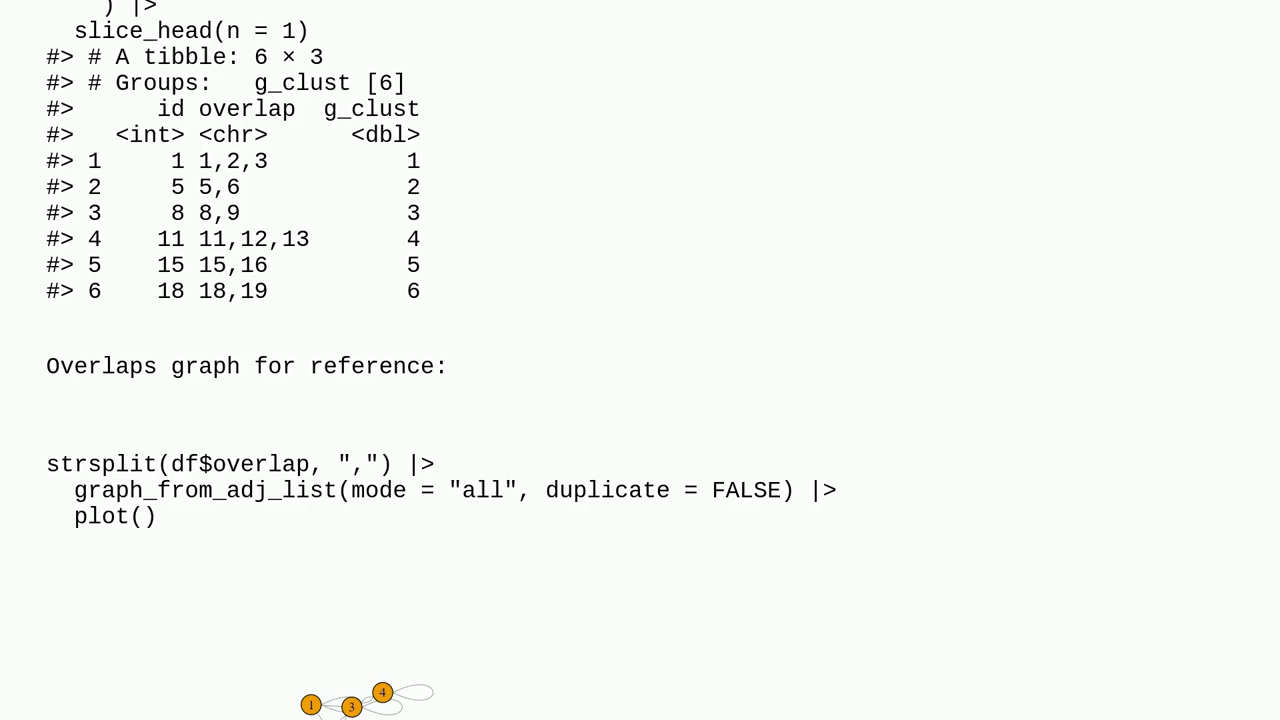 ) |>
  slice_head(n = 1)
#> # A tibble: 6 × 3
#> # Groups:   g_clust [6]
#>      id overlap  g_clust
#>   <int> <chr>      <dbl>
#> 1     1 1,2,3          1
#> 2     5 5,6            2
#> 3     8 8,9            3
#> 4    11 11,12,13       4
#> 5    15 15,16          5
#> 6    18 18,19          6
Overlaps graph for reference:
strsplit(df$overlap, ",") |>
  graph_from_adj_list(mode = "all", duplicate = FALSE) |>
  plot()
4
1 3